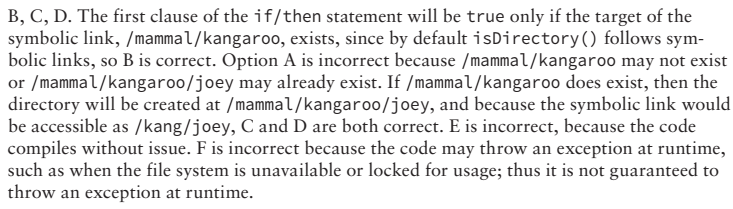 B, C, D. The first clause of the if/then statement will be true only if the target of the
symbolic link, /mammal/kangaroo, exists, since by default isDirectory() follows sym-
bolic links, so B is correct. Option A is incorrect because /mammal/kangaroo may not exist
or /mammal/kangaroo/joey may already exist. If /mammal/kangaroo does exist, then the
directory will be created at /mammal/kangaroo/joey, and because the symbolic link would
be accessible as /kang/joey, C and D are both correct. E is incorrect, because the code
compiles without issue. F is incorrect because the code may throw an exception at runtime,
such as when the file system is unavailable or locked for usage; thus it is not guaranteed to
throw an exception at runtime.